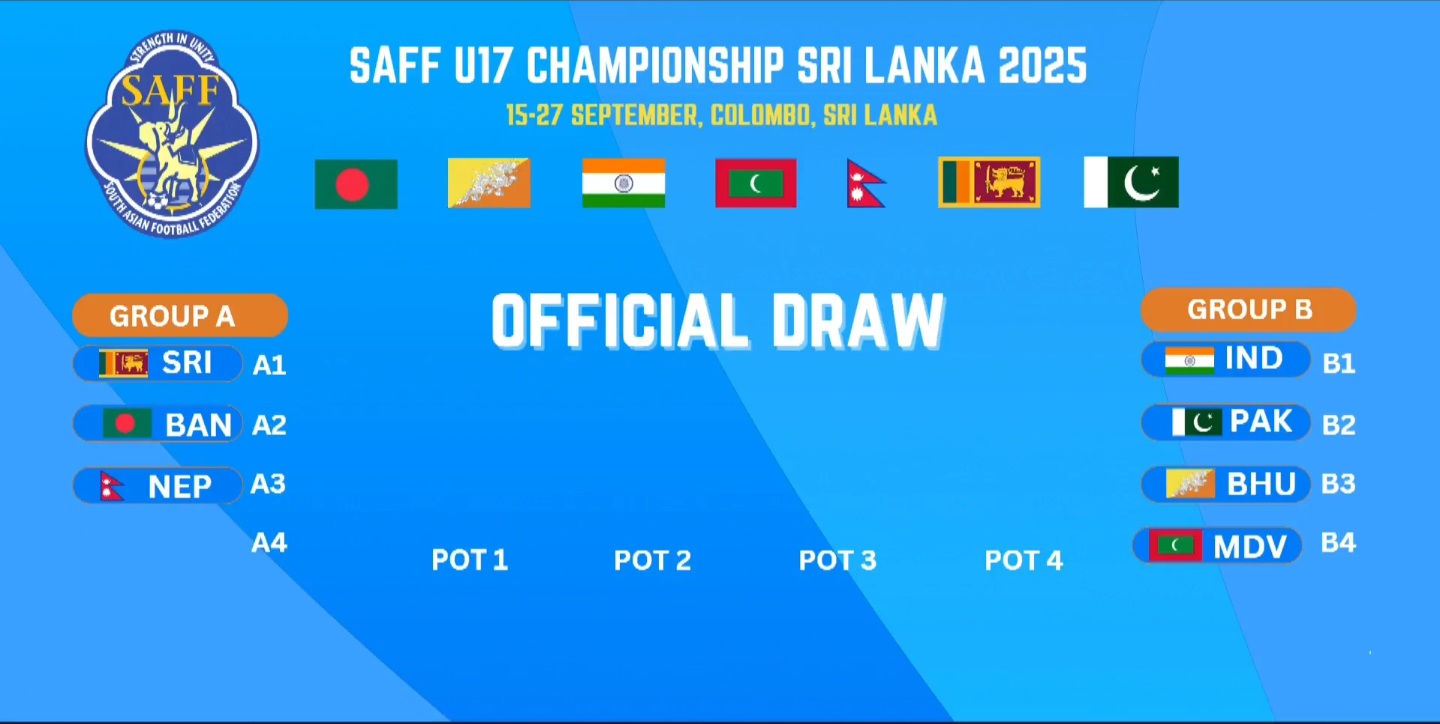 STRENGTH IN UNITY
SAFF
SOUTH ASIAN FOOTBALL FEDERATION
SAFF U17 CHAMPIONSHIP SRI LANKA 2025
15-27 SEPTEMBER, COLOMBO, SRI LANKA
OFFICIAL DRAW
GROUP A
SRI A1
BAN A2
NEP A3
A4
POT 1 POT 2 POT 3 POT 4
GROUP B
IND B1
PAK B2
BHU B3
MDV B4